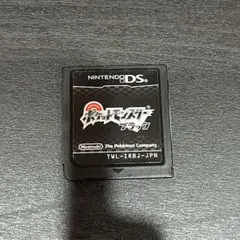 NINTENDO DS
ポケットモンスター
ブラック
Nintendo The Pokémon Company
TWL-IRBJ-JPN